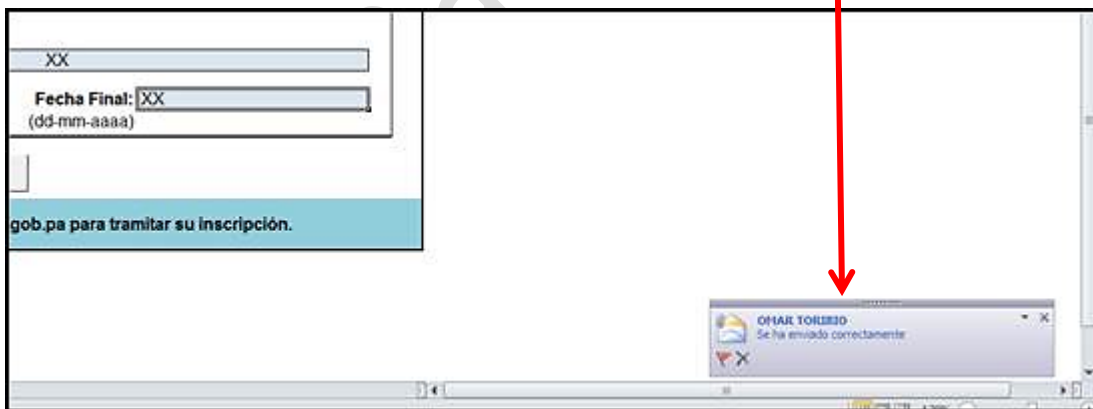 XX
Fecha Final: XX
(dd-mm-aaaa)
gob.pa para tramitar su inscripción.
OMAR TORIBIO
Se ha enviado correctamente